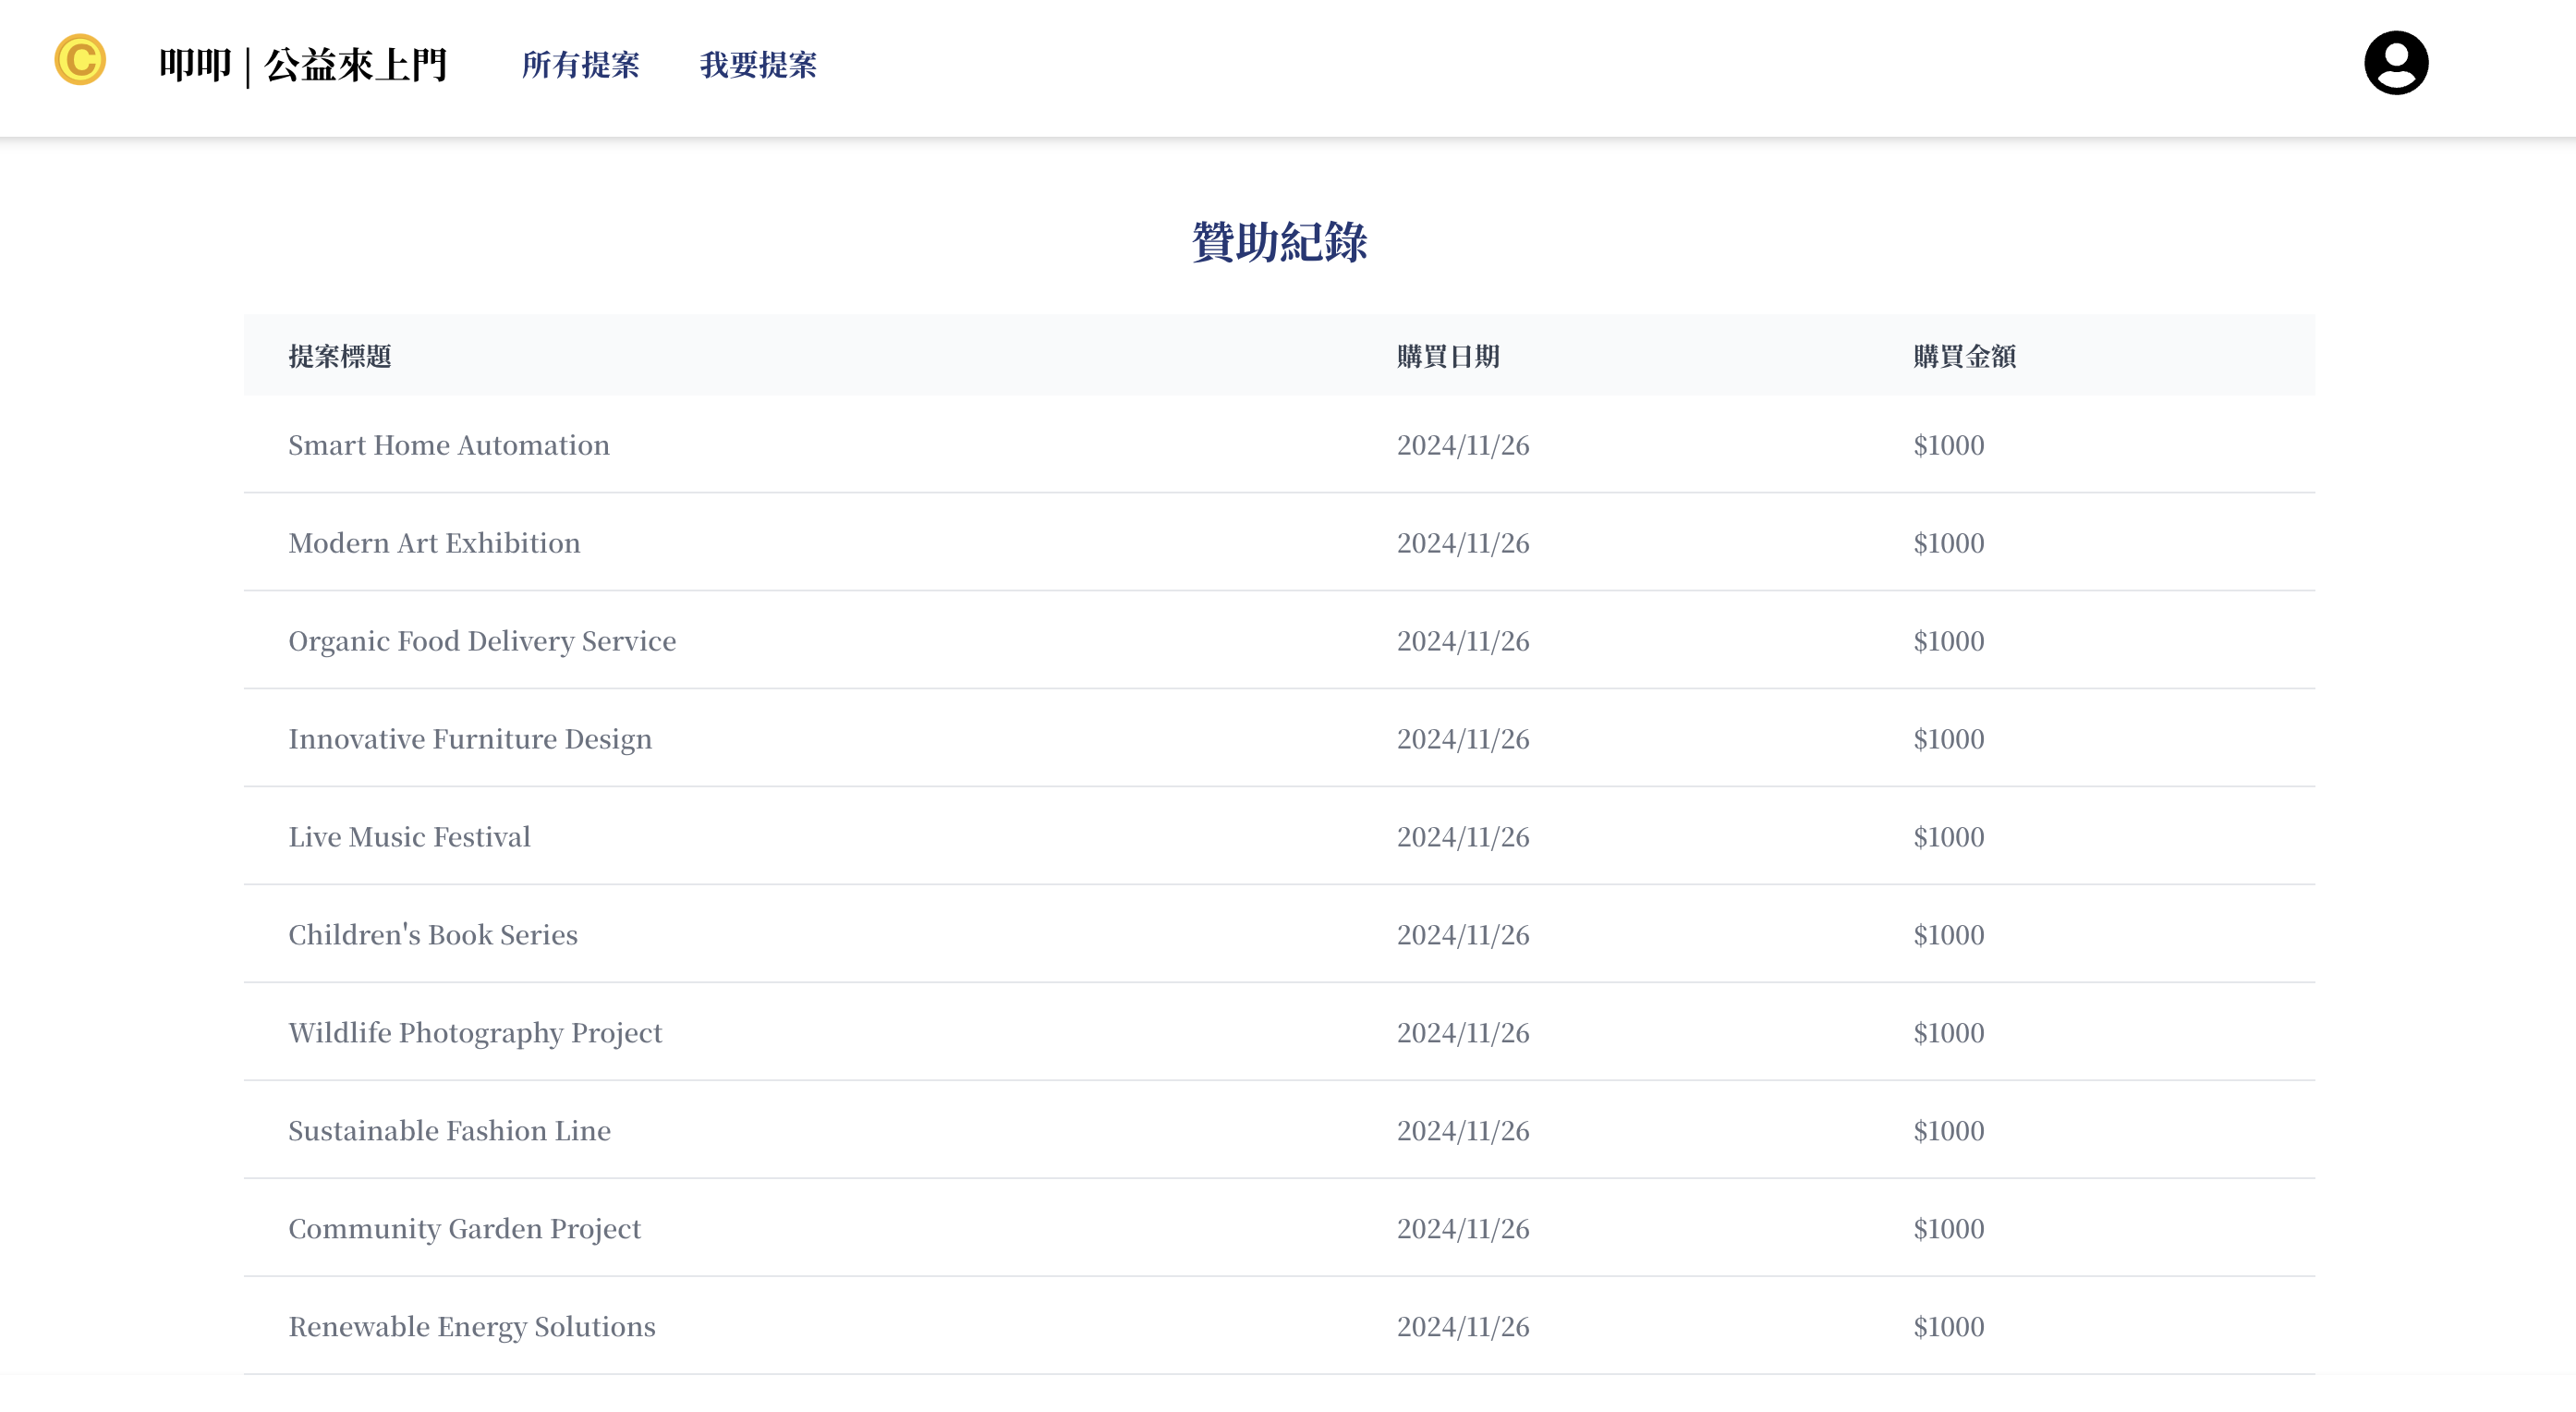 C
叩叩 | 公益來上門 所有提案 我要提案
贊助紀錄
提案標題 購買日期 購買金額
Smart Home Automation 2024/11/26 $1000
Modern Art Exhibition 2024/11/26 $1000
Organic Food Delivery Service 2024/11/26 $1000
Innovative Furniture Design 2024/11/26 $1000
Live Music Festival 2024/11/26 $1000
Children's Book Series 2024/11/26 $1000
Wildlife Photography Project 2024/11/26 $1000
Sustainable Fashion Line 2024/11/26 $1000
Community Garden Project 2024/11/26 $1000
Renewable Energy Solutions 2024/11/26 $1000